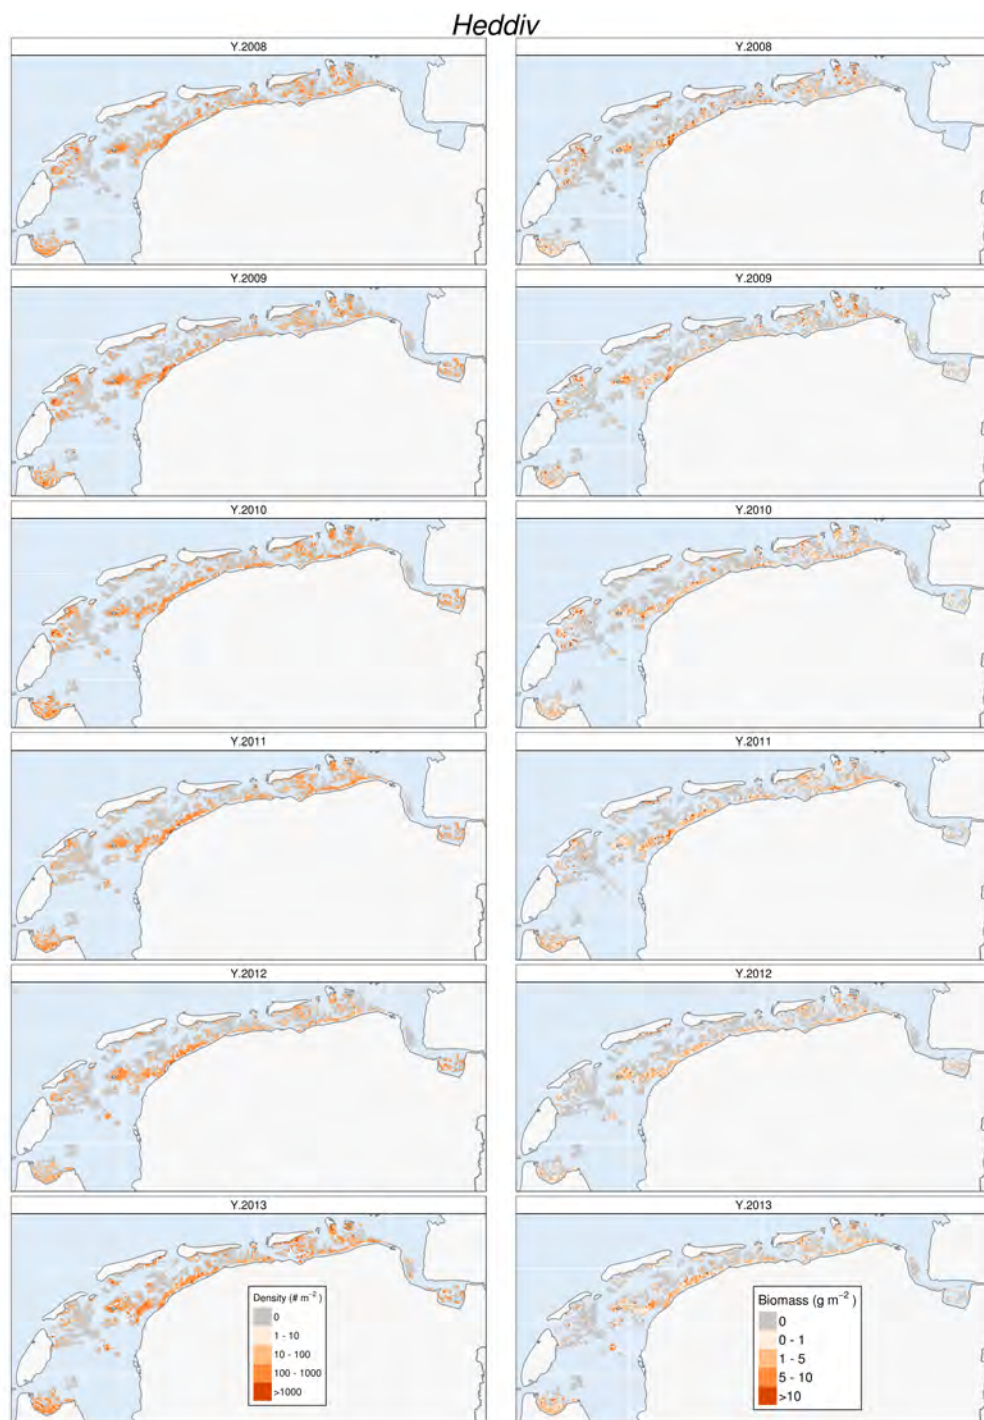 Heddiv
Y.2008
Y.2008
Y.2009
Y.2009
Y.2010
Y.2010
Y.2011
Y.2011
Y.2012
Y.2012
Y.2013
Y.2013
Density (# m⁻²)
0
1 - 10
10 - 100
100 - 1000
>1000
Biomass (g m⁻²)
0
0 - 1
1 - 5
5 - 10
>10